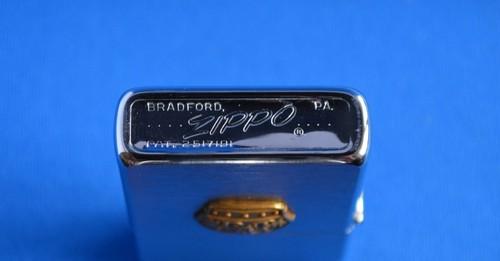 BRADFORD, PA.
.... ZIPPO ® ....
PAT. 2517191